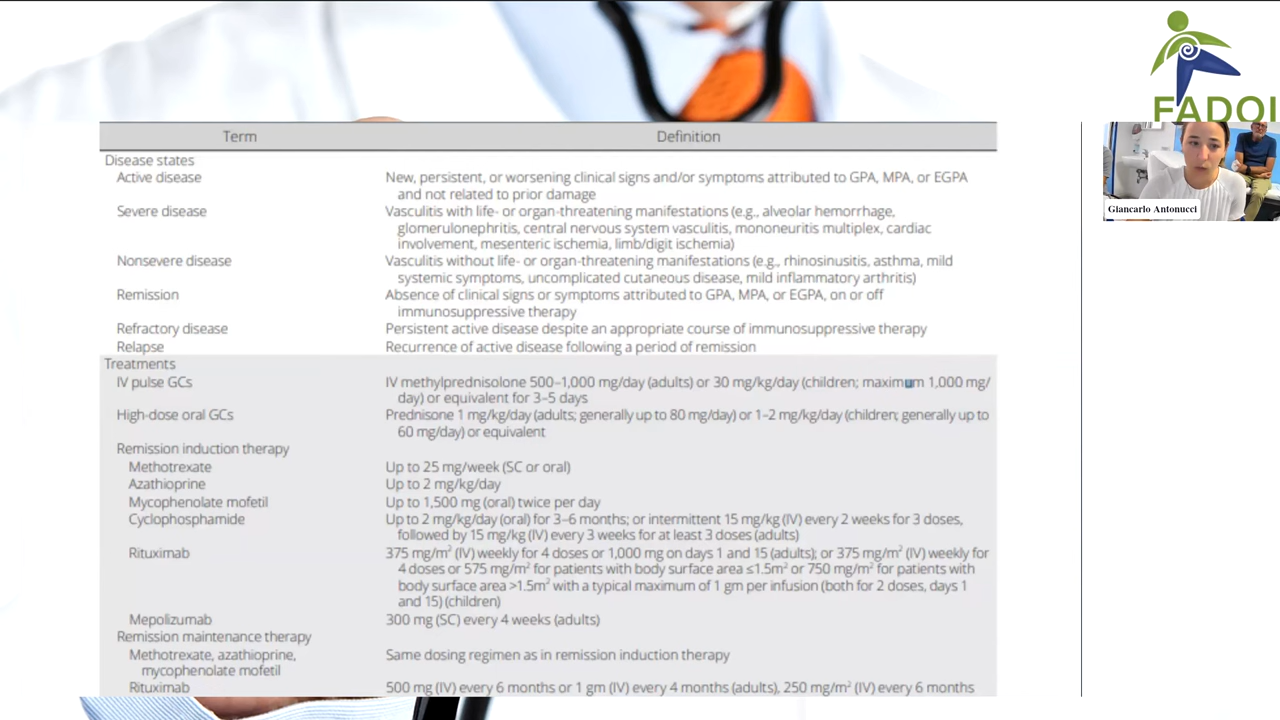 FADOI
Giancarlo Antonucci
Term Definition
Disease states
Active disease New, persistent, or worsening clinical signs and/or symptoms attributed to GPA, MPA, or EGPA
and not related to prior damage
Severe disease Vasculitis with life- or organ-threatening manifestations (e.g., alveolar hemorrhage,
glomerulonephritis, central nervous system vasculitis, mononeuritis multiplex, cardiac
involvement, mesenteric ischemia, limb/digit ischemia)
Nonsevere disease Vasculitis without life- or organ-threatening manifestations (e.g., rhinosinusitis, asthma, mild
systemic symptoms, uncomplicated cutaneous disease, mild inflammatory arthritis)
Remission Absence of clinical signs or symptoms attributed to GPA, MPA, or EGPA, on or off
immunosuppressive therapy
Refractory disease Persistent active disease despite an appropriate course of immunosuppressive therapy
Relapse Recurrence of active disease following a period of remission
Treatments
IV pulse GCs IV methylprednisolone 500–1,000 mg/day (adults) or 30 mg/kg/day (children; maximum 1,000 mg/
day) or equivalent for 3–5 days
High-dose oral GCs Prednisone 1 mg/kg/day (adults; generally up to 80 mg/day) or 1–2 mg/kg/day (children; generally up to
60 mg/day) or equivalent
Remission induction therapy
Methotrexate Up to 25 mg/week (SC or oral)
Azathioprine Up to 2 mg/kg/day
Mycophenolate mofetil Up to 1,500 mg (oral) twice per day
Cyclophosphamide Up to 2 mg/kg/day (oral) for 3–6 months; or intermittent 15 mg/kg (IV) every 2 weeks for 3 doses,
followed by 15 mg/kg (IV) every 3 weeks for at least 3 doses (adults)
Rituximab 375 mg/m² (IV) weekly for 4 doses or 1,000 mg on days 1 and 15 (adults); or 375 mg/m² (IV) weekly for
4 doses or 575 mg/m² for patients with body surface area ≤1.5m² or 750 mg/m² for patients with
body surface area >1.5m² with a typical maximum of 1 gm per infusion (both for 2 doses, days 1
and 15) (children)
Mepolizumab 300 mg (SC) every 4 weeks (adults)
Remission maintenance therapy
Methotrexate, azathioprine, Same dosing regimen as in remission induction therapy
mycophenolate mofetil
Rituximab 500 mg (IV) every 6 months or 1 gm (IV) every 4 months (adults), 250 mg/m² (IV) every 6 months